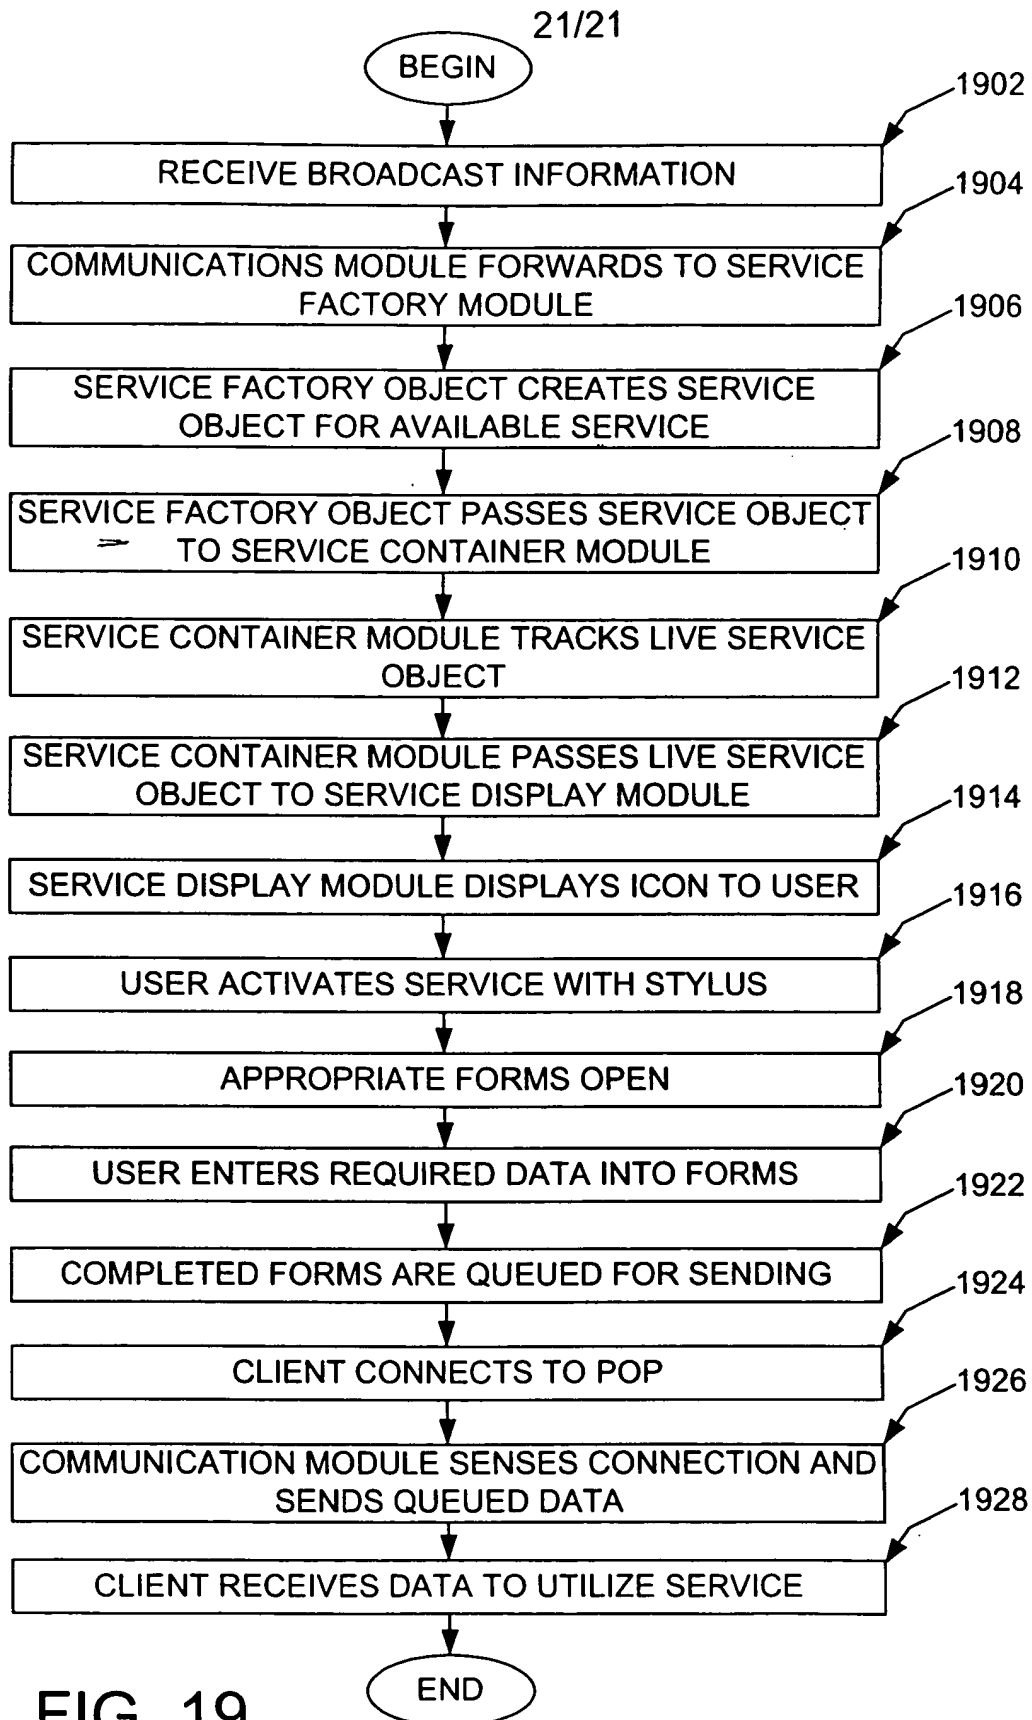 21/21
BEGIN
1902
RECEIVE BROADCAST INFORMATION
1904
COMMUNICATIONS MODULE FORWARDS TO SERVICE
FACTORY MODULE
1906
SERVICE FACTORY OBJECT CREATES SERVICE
OBJECT FOR AVAILABLE SERVICE
1908
SERVICE FACTORY OBJECT PASSES SERVICE OBJECT
TO SERVICE CONTAINER MODULE
1910
SERVICE CONTAINER MODULE TRACKS LIVE SERVICE
OBJECT
1912
SERVICE CONTAINER MODULE PASSES LIVE SERVICE
OBJECT TO SERVICE DISPLAY MODULE
1914
SERVICE DISPLAY MODULE DISPLAYS ICON TO USER
1916
USER ACTIVATES SERVICE WITH STYLUS
1918
APPROPRIATE FORMS OPEN
1920
USER ENTERS REQUIRED DATA INTO FORMS
1922
COMPLETED FORMS ARE QUEUED FOR SENDING
1924
CLIENT CONNECTS TO POP
1926
COMMUNICATION MODULE SENSES CONNECTION AND
SENDS QUEUED DATA
1928
CLIENT RECEIVES DATA TO UTILIZE SERVICE
END
FIG. 19